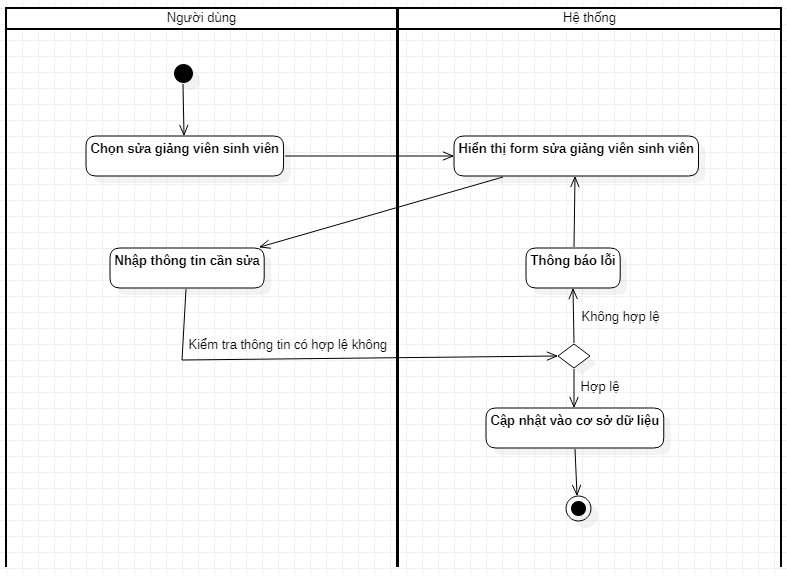 Người dùng
Hệ thống
Chọn sửa giảng viên sinh viên
Hiển thị form sửa giảng viên sinh viên
Nhập thông tin cần sửa
Thông báo lỗi
Không hợp lệ
Kiểm tra thông tin có hợp lệ không
Hợp lệ
Cập nhật vào cơ sở dữ liệu